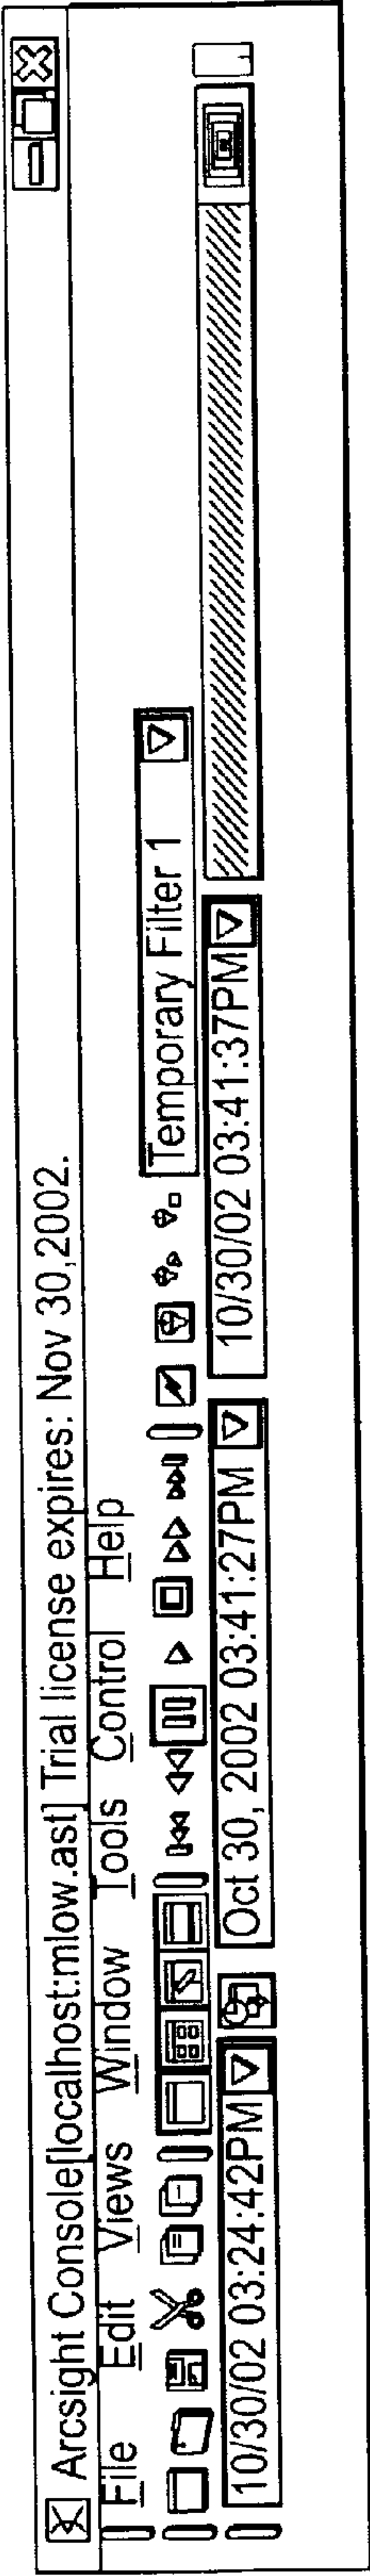 Arcsight Console[localhost:mlow.ast] Trial license expires: Nov 30,2002.
File Edit Views Window Tools Control Help
Temporary Filter 1
10/30/02 03:24:42PM Oct 30, 2002 03:41:27PM 10/30/02 03:41:37PM